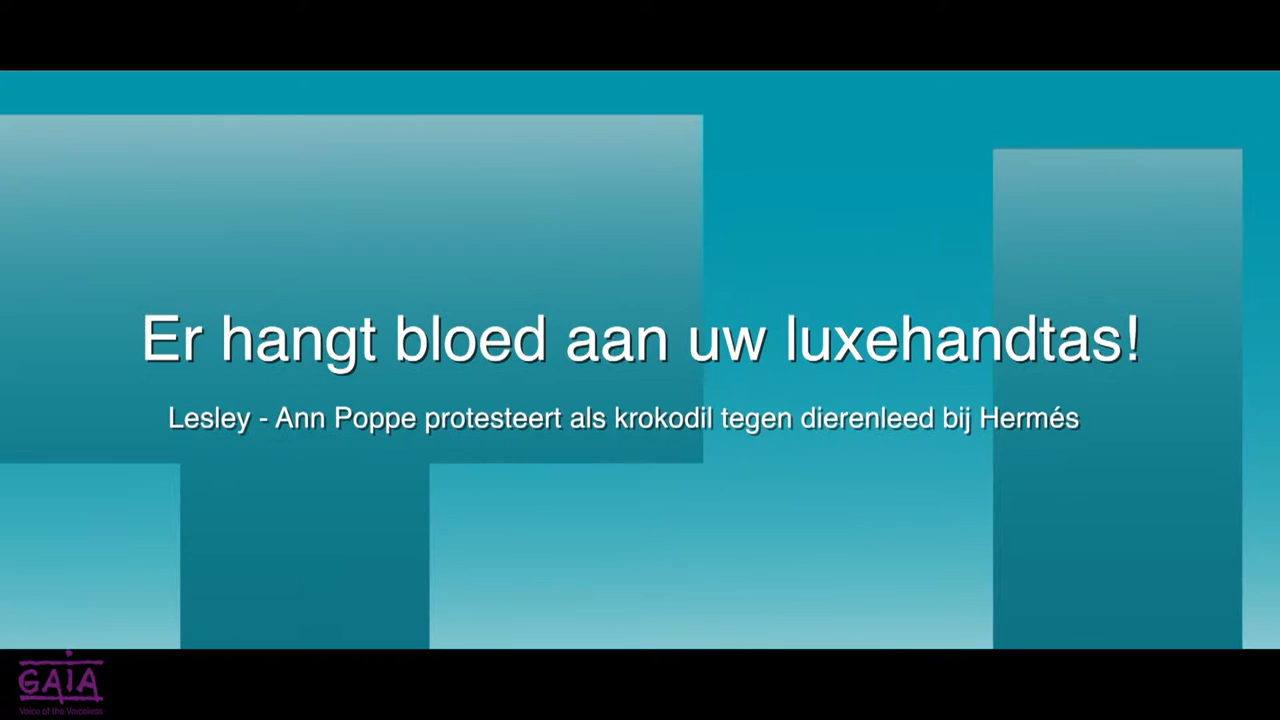 Er hangt bloed aan uw luxehandtas!
Lesley - Ann Poppe protesteert als krokodil tegen dierenleed bij Hermés
GAIA
Voice of the Voiceless